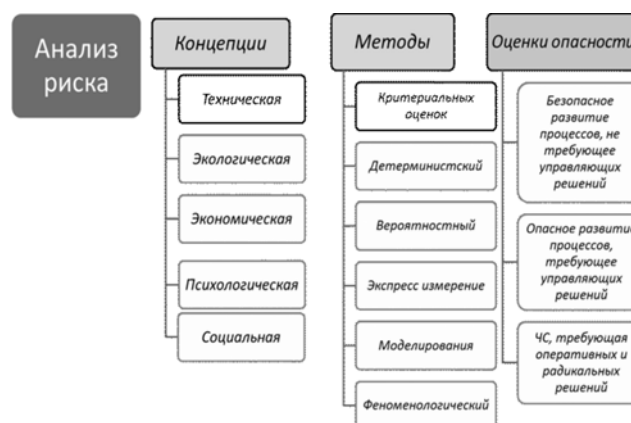 Анализ
риска
Концепции
Техническая
Экологическая
Экономическая
Психологическая
Социальная
Методы
Критериальных
оценок
Детерминистский
Вероятностный
Экспресс измерение
Моделирования
Феноменологический
Оценки опасности
Безопасное
развитие
процессов, не
требующее
управляющих
решений
Опасное развитие
процессов,
требующее
управляющих
решений
ЧС, требующая
оперативных и
радикальных
решений